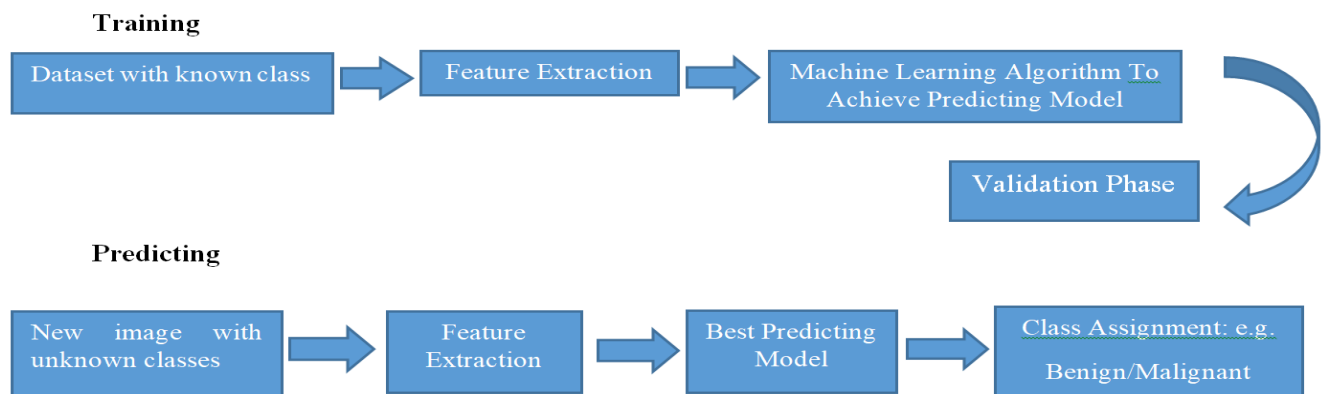 Training
Dataset with known class
Feature Extraction
Machine Learning Algorithm To
Achieve Predicting Model
Validation Phase
Predicting
New image with
unknown classes
Feature
Extraction
Best Predicting
Model
Class Assignment: e.g.
Benign/Malignant